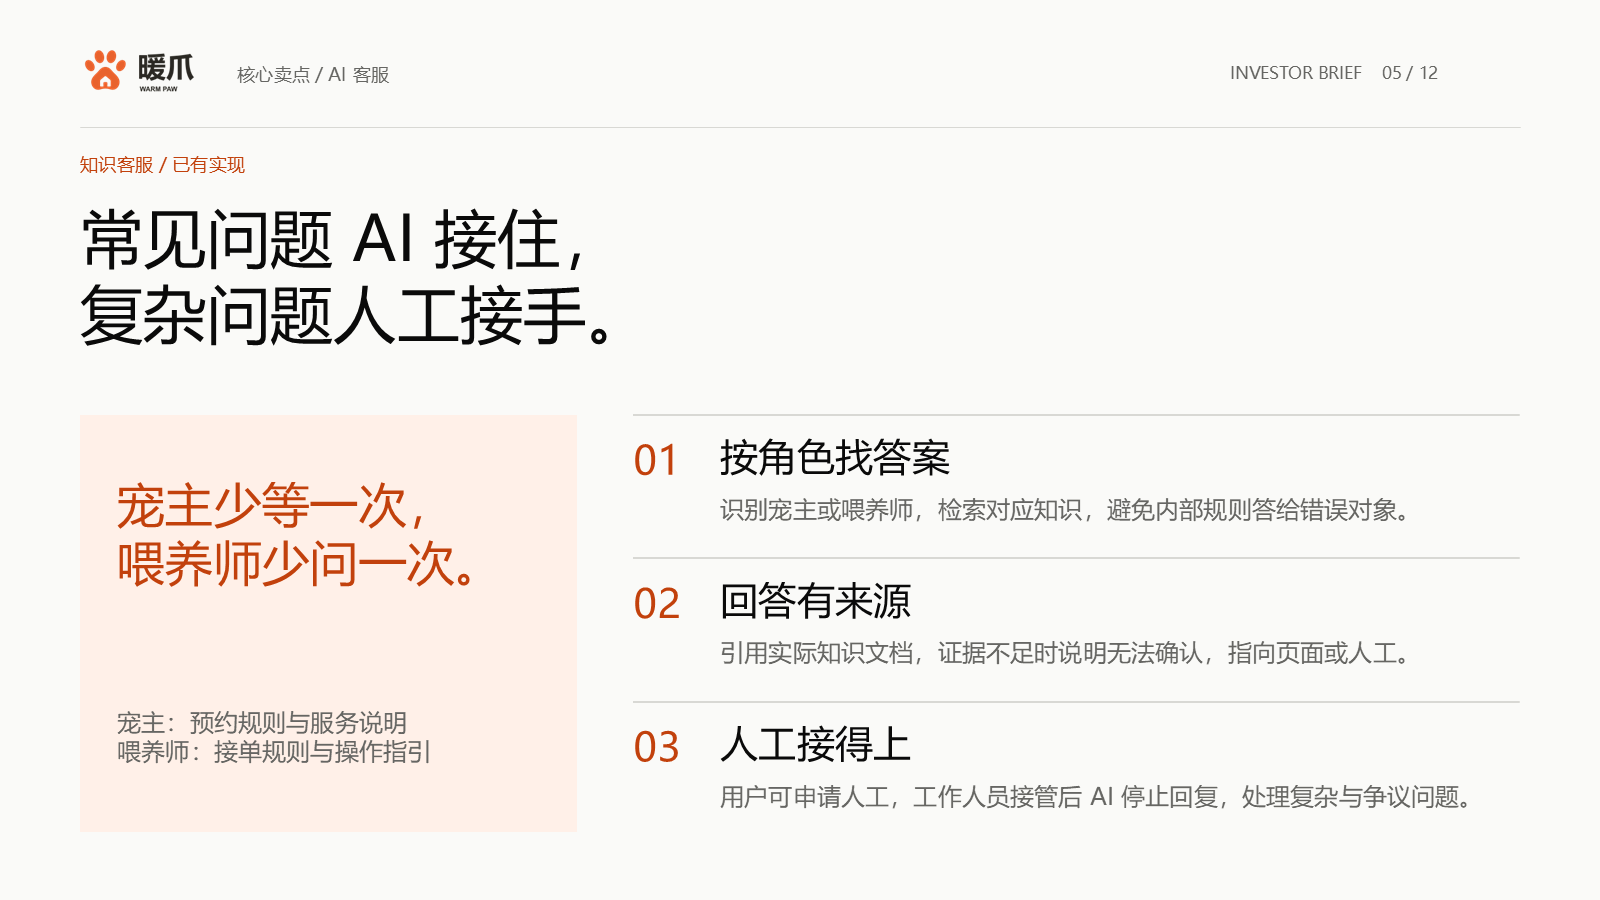 暖爪
WARM PAW
核心卖点 / AI 客服
INVESTOR BRIEF 05 / 12
知识客服 / 已有实现
常见问题 AI 接住，
复杂问题人工接手。
宠主少等一次，
喂养师少问一次。
宠主：预约规则与服务说明
喂养师：接单规则与操作指引
01 按角色找答案
识别宠主或喂养师，检索对应知识，避免内部规则答给错误对象。
02 回答有来源
引用实际知识文档，证据不足时说明无法确认，指向页面或人工。
03 人工接得上
用户可申请人工，工作人员接管后 AI 停止回复，处理复杂与争议问题。